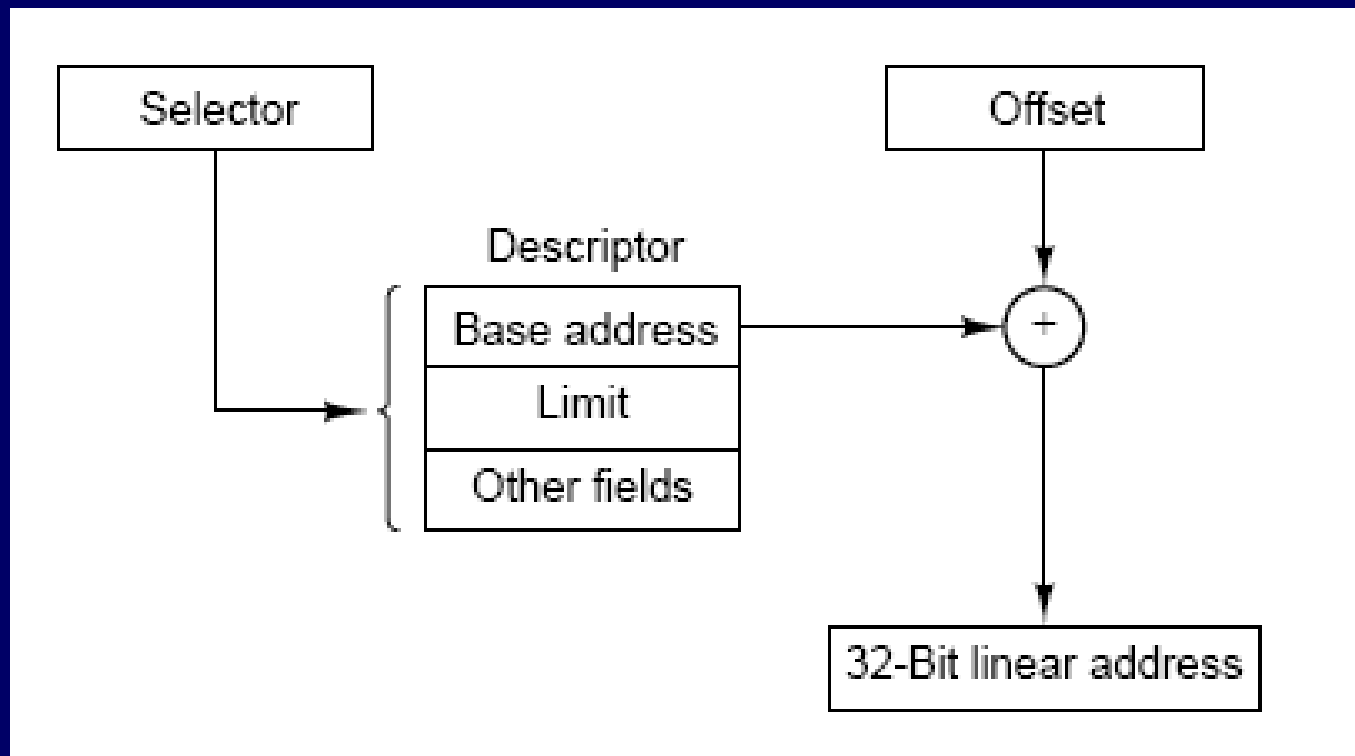 Selector
Offset
Descriptor
Base address
+
Limit
Other fields
32-Bit linear address